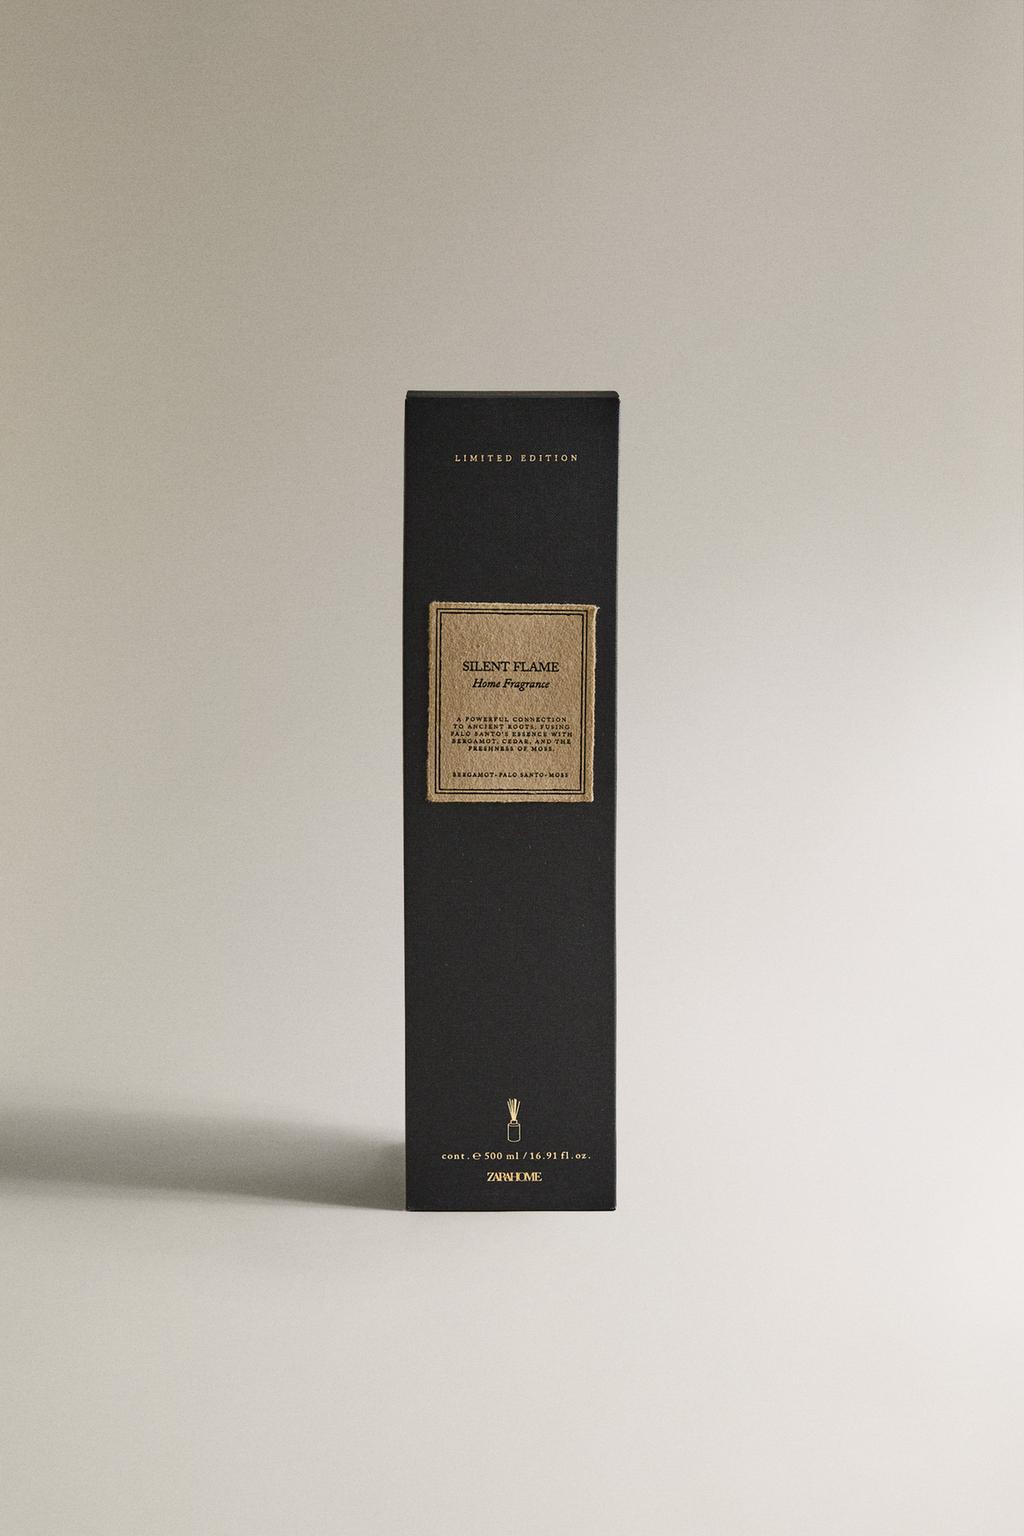 LIMITED EDITION
SILENT FLAME
Home Fragrance
A POWERFUL CONNECTION
TO ANCIENT ROOTS, FUSING
PALO SANTO'S ESSENCE WITH
BERGAMOT, CEDAR, AND THE
FRESHNESS OF MOSS.
BERGAMOT-PALO SANTO-MOSS
cont. ℮ 500 ml / 16.91 fl.oz.
ZARAHOME